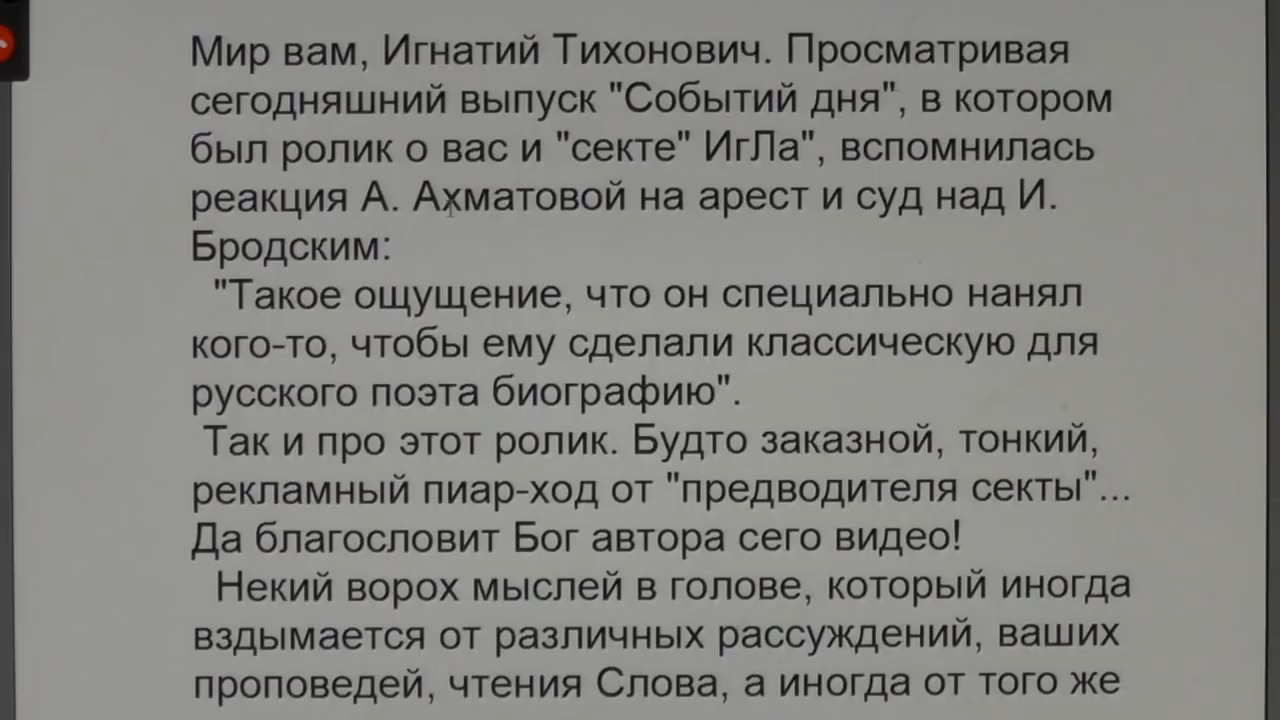 Мир вам, Игнатий Тихонович. Просматривая
сегодняшний выпуск "Событий дня", в котором
был ролик о вас и "секте" ИгЛа", вспомнилась
реакция А. Ахматовой на арест и суд над И.
Бродским:
"Такое ощущение, что он специально нанял
кого-то, чтобы ему сделали классическую для
русского поэта биографию".
Так и про этот ролик. Будто заказной, тонкий,
рекламный пиар-ход от "предводителя секты"...
Да благословит Бог автора сего видео!
Некий ворох мыслей в голове, который иногда
вздымается от различных рассуждений, ваших
проповедей, чтения Слова, а иногда от того же